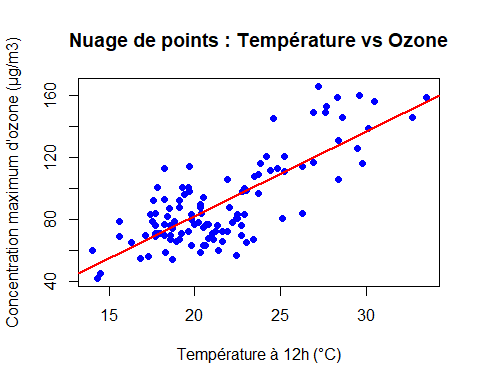 Nuage de points : Température vs Ozone
Concentration maximum d'ozone (µg/m3)
160
120
80
40
15
20
25
30
Température à 12h (°C)